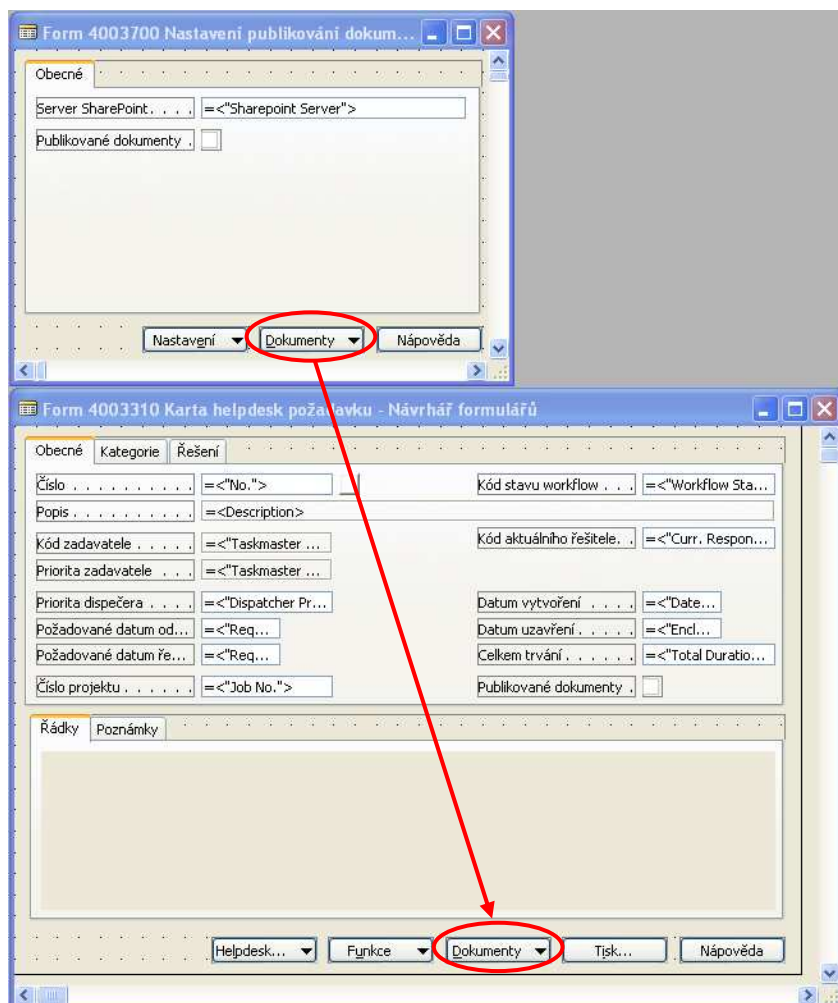 Form 4003700 Nastavení publikování dokum...
Obecné
Server SharePoint. . . . =<"Sharepoint Server">
Publikované dokumenty .
Nastavení Dokumenty Nápověda
Form 4003310 Karta helpdesk požadavku - Návrhář formulářů
Obecné Kategorie Řešení
Číslo . . . . . . . . . . =<"No."> Kód stavu workflow . . . =<"Workflow Sta...
Popis . . . . . . . . . . =<Description>
Kód zadavatele . . . . . =<"Taskmaster ... Kód aktuálního řešitele. . =<"Curr. Respon...
Priorita zadavatele . . . =<"Taskmaster ...
Priorita dispečera . . . . =<"Dispatcher Pr... Datum vytvoření . . . . =<"Date...
Požadované datum od... =<"Req... Datum uzavření. . . . . =<"Encl...
Požadované datum ře... =<"Req... Celkem trvání . . . . . . =<"Total Duratio...
Číslo projektu . . . . . . =<"Job No."> Publikované dokumenty .
Řádky Poznámky
Helpdesk... Funkce Dokumenty Tisk... Nápověda